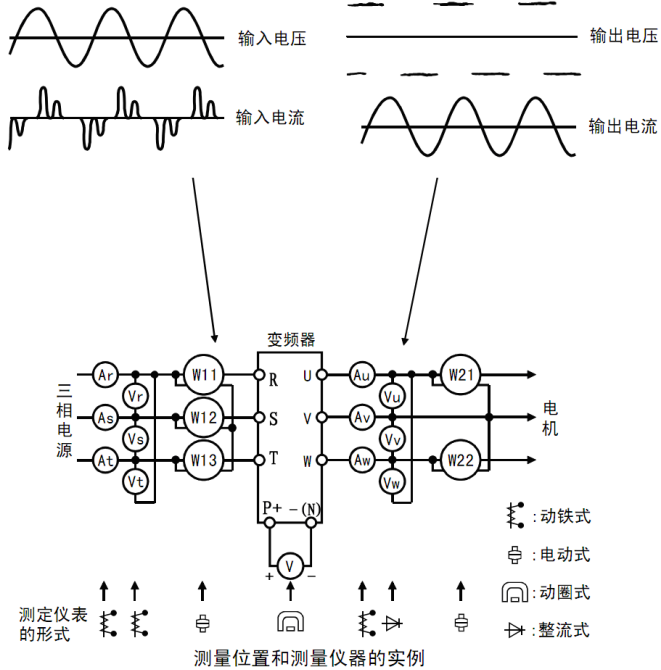 输入电压
输出电压
输入电流
输出电流
变频器
三相电源
Ar
W11
R
U
Au
W21
Vr
Vu
As
W12
S
V
Av
电机
Vs
Vv
At
W13
T
W
Aw
W22
Vt
Vw
P+
-(N)
+
V
-
:动铁式
:电动式
:动圈式
:整流式
测定仪表
的形式
测量位置和测量仪器的实例